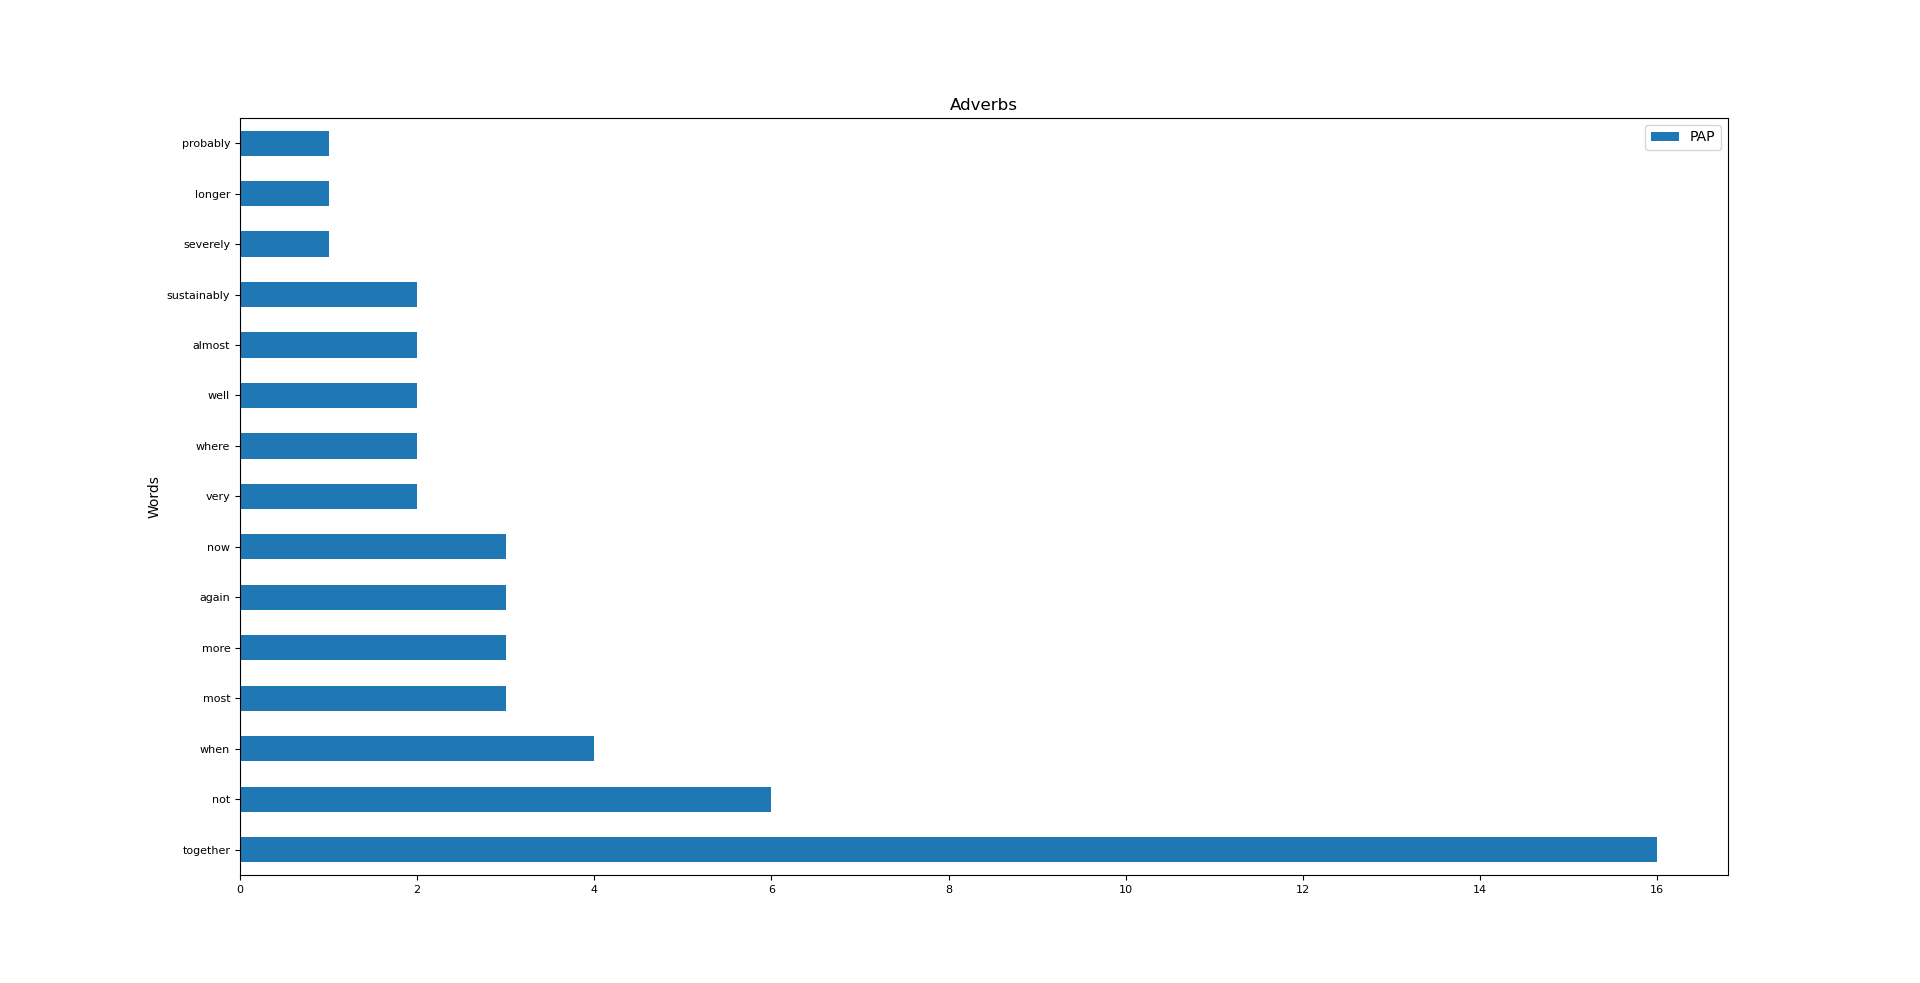 Adverbs
PAP
Words
probably
longer
severely
sustainably
almost
well
where
very
now
again
more
most
when
not
together
0 2 4 6 8 10 12 14 16